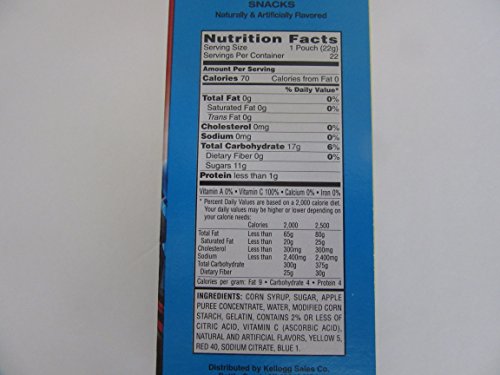 SNACKS
Naturally & Artificially Flavored
Nutrition Facts
Serving Size 1 Pouch (22g)
Servings Per Container 22
Amount Per Serving
Calories 70 Calories from Fat 0
% Daily Value*
Total Fat 0g 0%
Saturated Fat 0g 0%
Trans Fat 0g
Cholesterol 0mg 0%
Sodium 0mg 0%
Total Carbohydrate 17g 6%
Dietary Fiber 0g 0%
Sugars 11g
Protein less than 1g
Vitamin A 0% • Vitamin C 100% • Calcium 0% • Iron 0%
* Percent Daily Values are based on a 2,000 calorie diet.
Your daily values may be higher or lower depending on
your calorie needs:
Calories 2,000 2,500
Total Fat Less than 65g 80g
Saturated Fat Less than 20g 25g
Cholesterol Less than 300mg 300mg
Sodium Less than 2,400mg 2,400mg
Total Carbohydrate 300g 375g
Dietary Fiber 25g 30g
Calories per gram: Fat 9 • Carbohydrate 4 • Protein 4
INGREDIENTS: CORN SYRUP, SUGAR, APPLE
PUREE CONCENTRATE, WATER, MODIFIED CORN
STARCH, GELATIN, CONTAINS 2% OR LESS OF
CITRIC ACID, VITAMIN C (ASCORBIC ACID),
NATURAL AND ARTIFICIAL FLAVORS, YELLOW 5,
RED 40, SODIUM CITRATE, BLUE 1.
Distributed by Kellogg Sales Co.